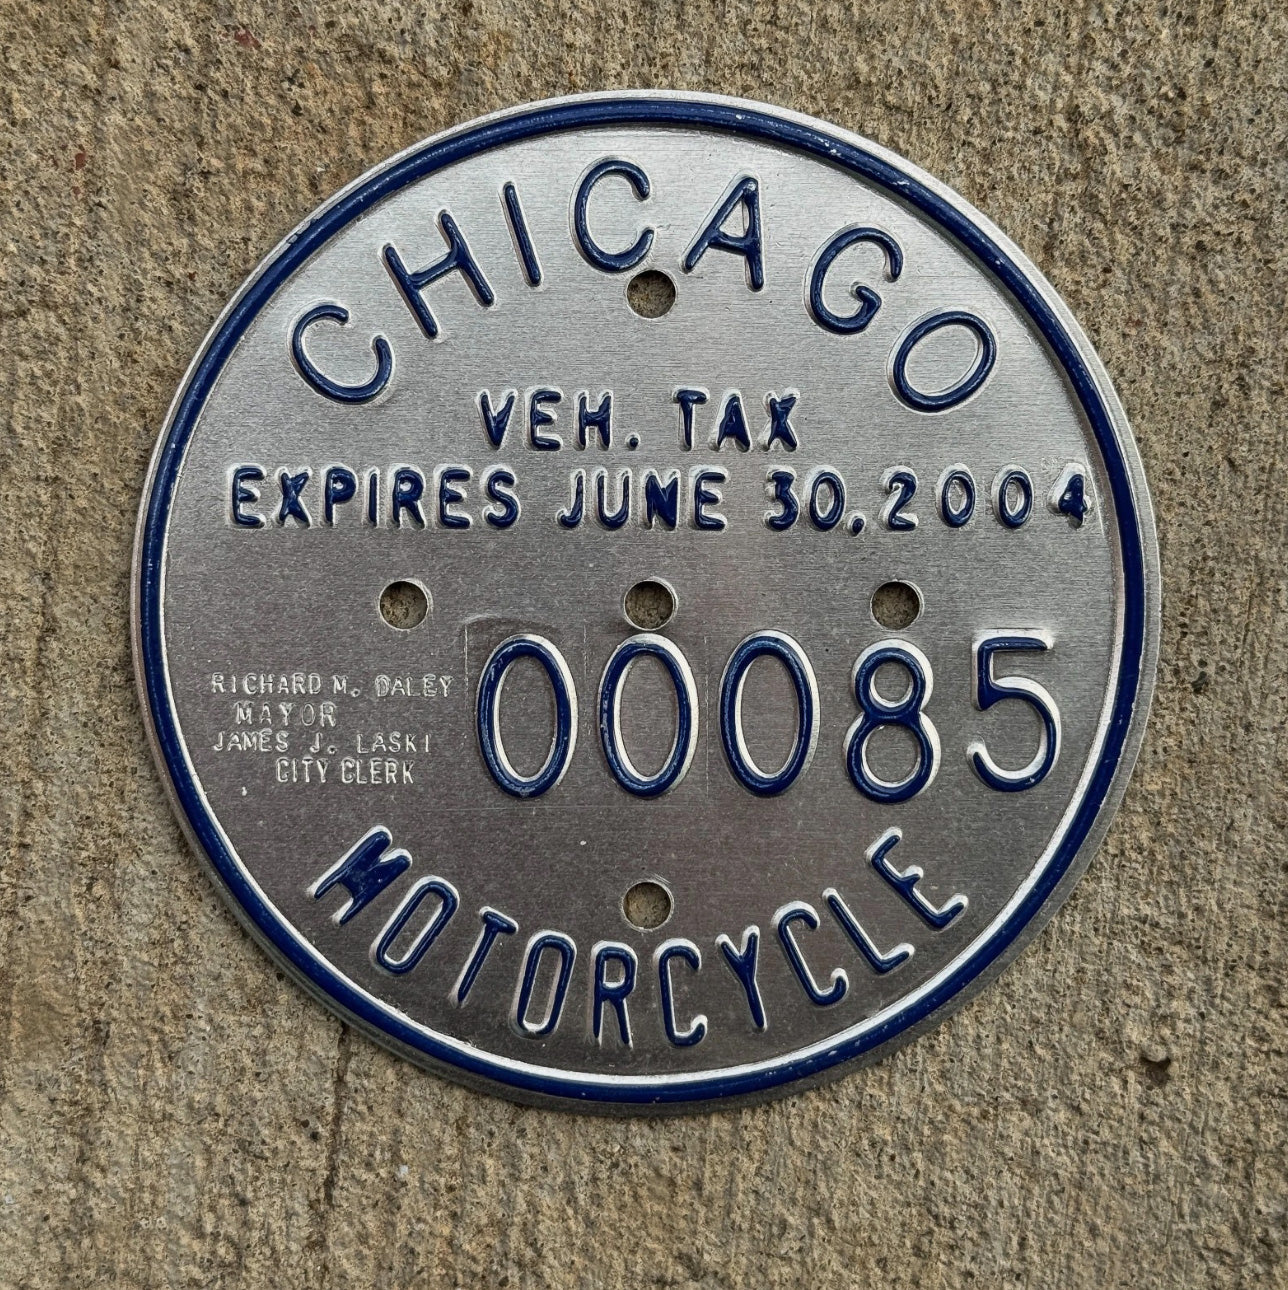 CHICAGO
VEH. TAX
EXPIRES JUNE 30, 2004
00085
RICHARD M. DALEY
MAYOR
JAMES J. LASKI
CITY CLERK
MOTORCYCLE